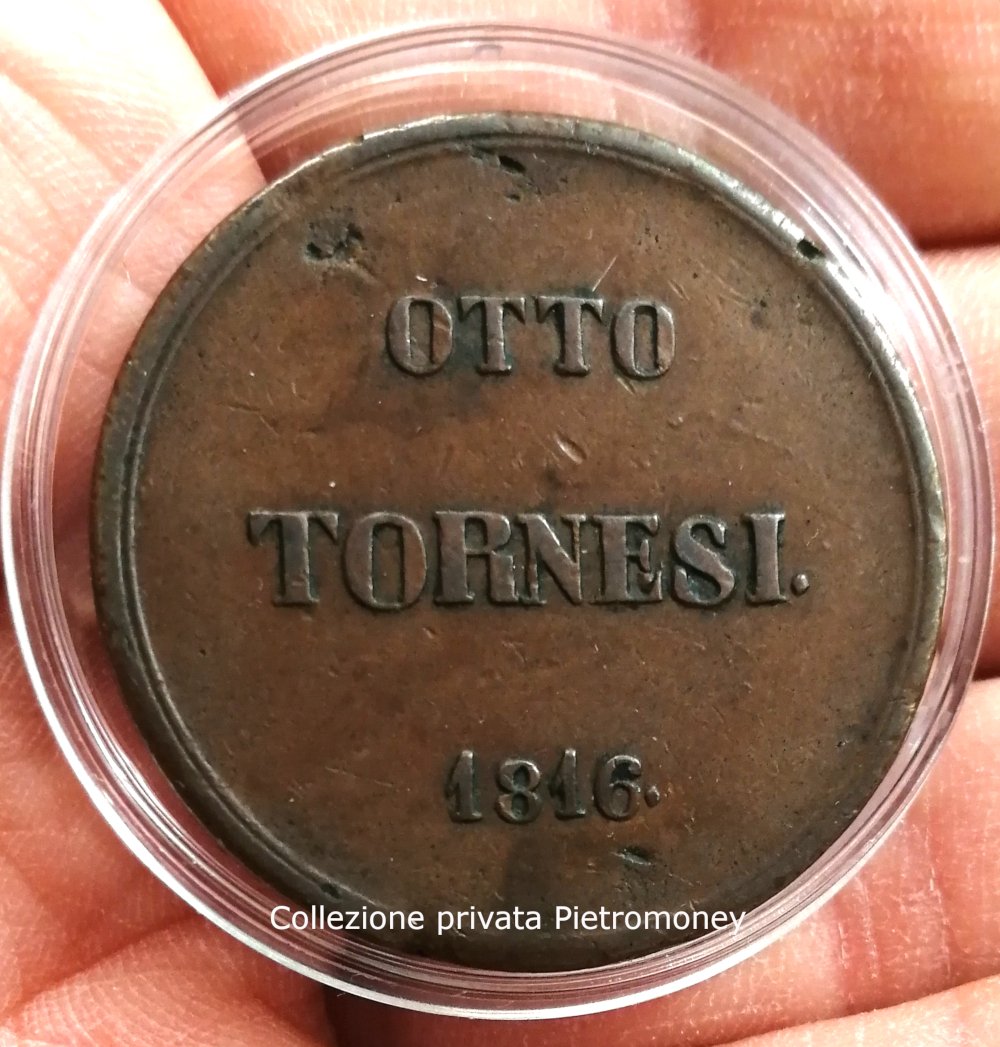 OTTO
TORNESI.
1816.
Collezione privata Pietromoney